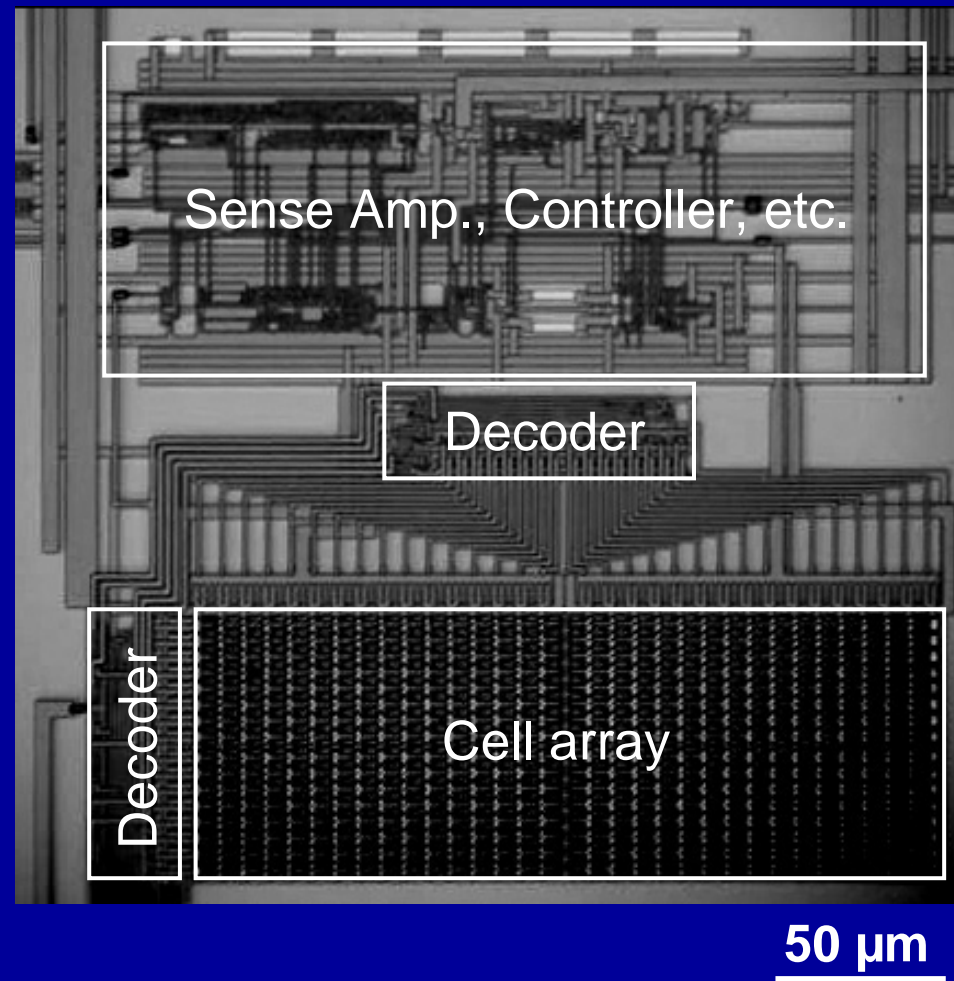 Sense Amp., Controller, etc.
Decoder
Decoder
Cell array
50 µm